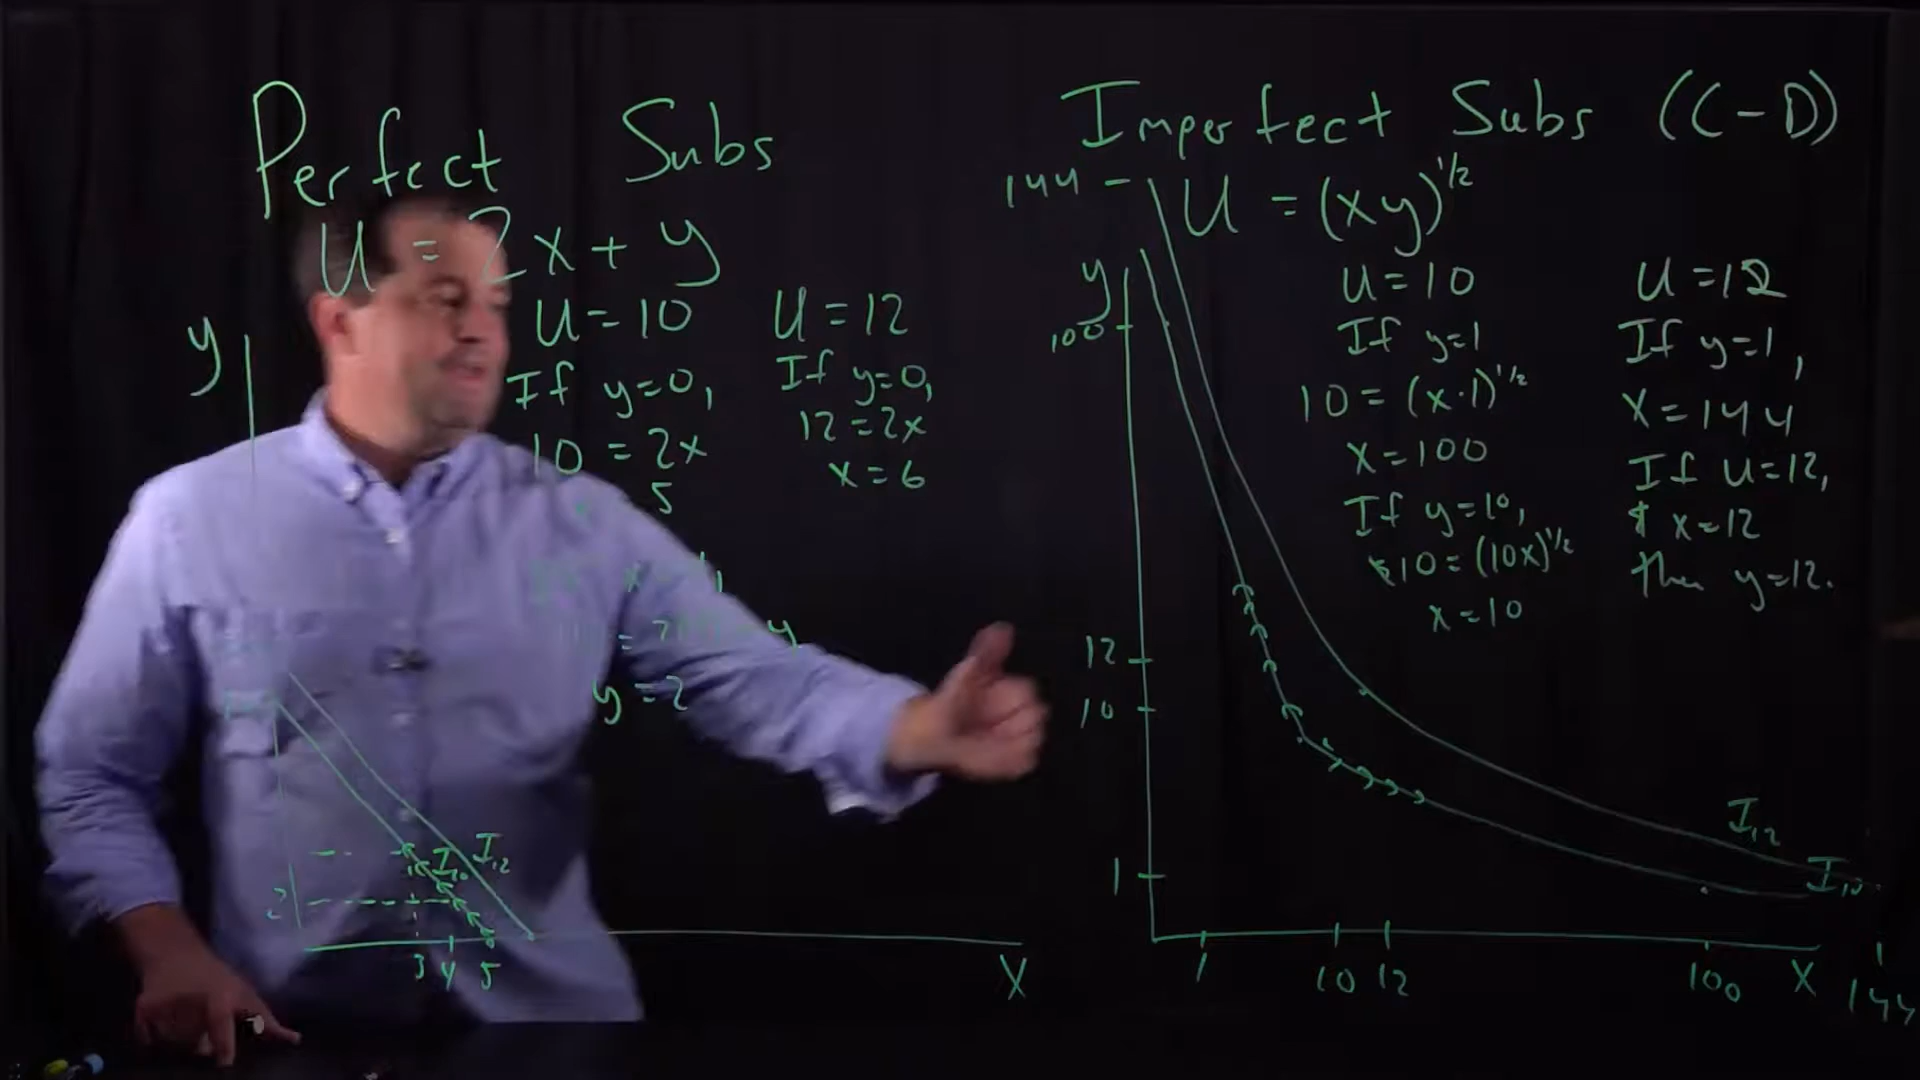 Perfect Subs
U = 2x + y
U = 10
If y=0,
10 = 2x
5
y = 2
U = 12
If y=0,
12 = 2x
x = 6
y
2
I10
I12
3 4 5
X
Imperfect Subs (C-D)
U = (xy)^1/2
U = 10
If y=1
10 = (x·1)^1/2
x = 100
If y=10,
10 = (10x)^1/2
x = 10
U = 12
If y=1,
x = 144
If U=12,
& x=12
then y=12.
144
y
100
12
10
1
I12
I10
1 10 12 100 X 144